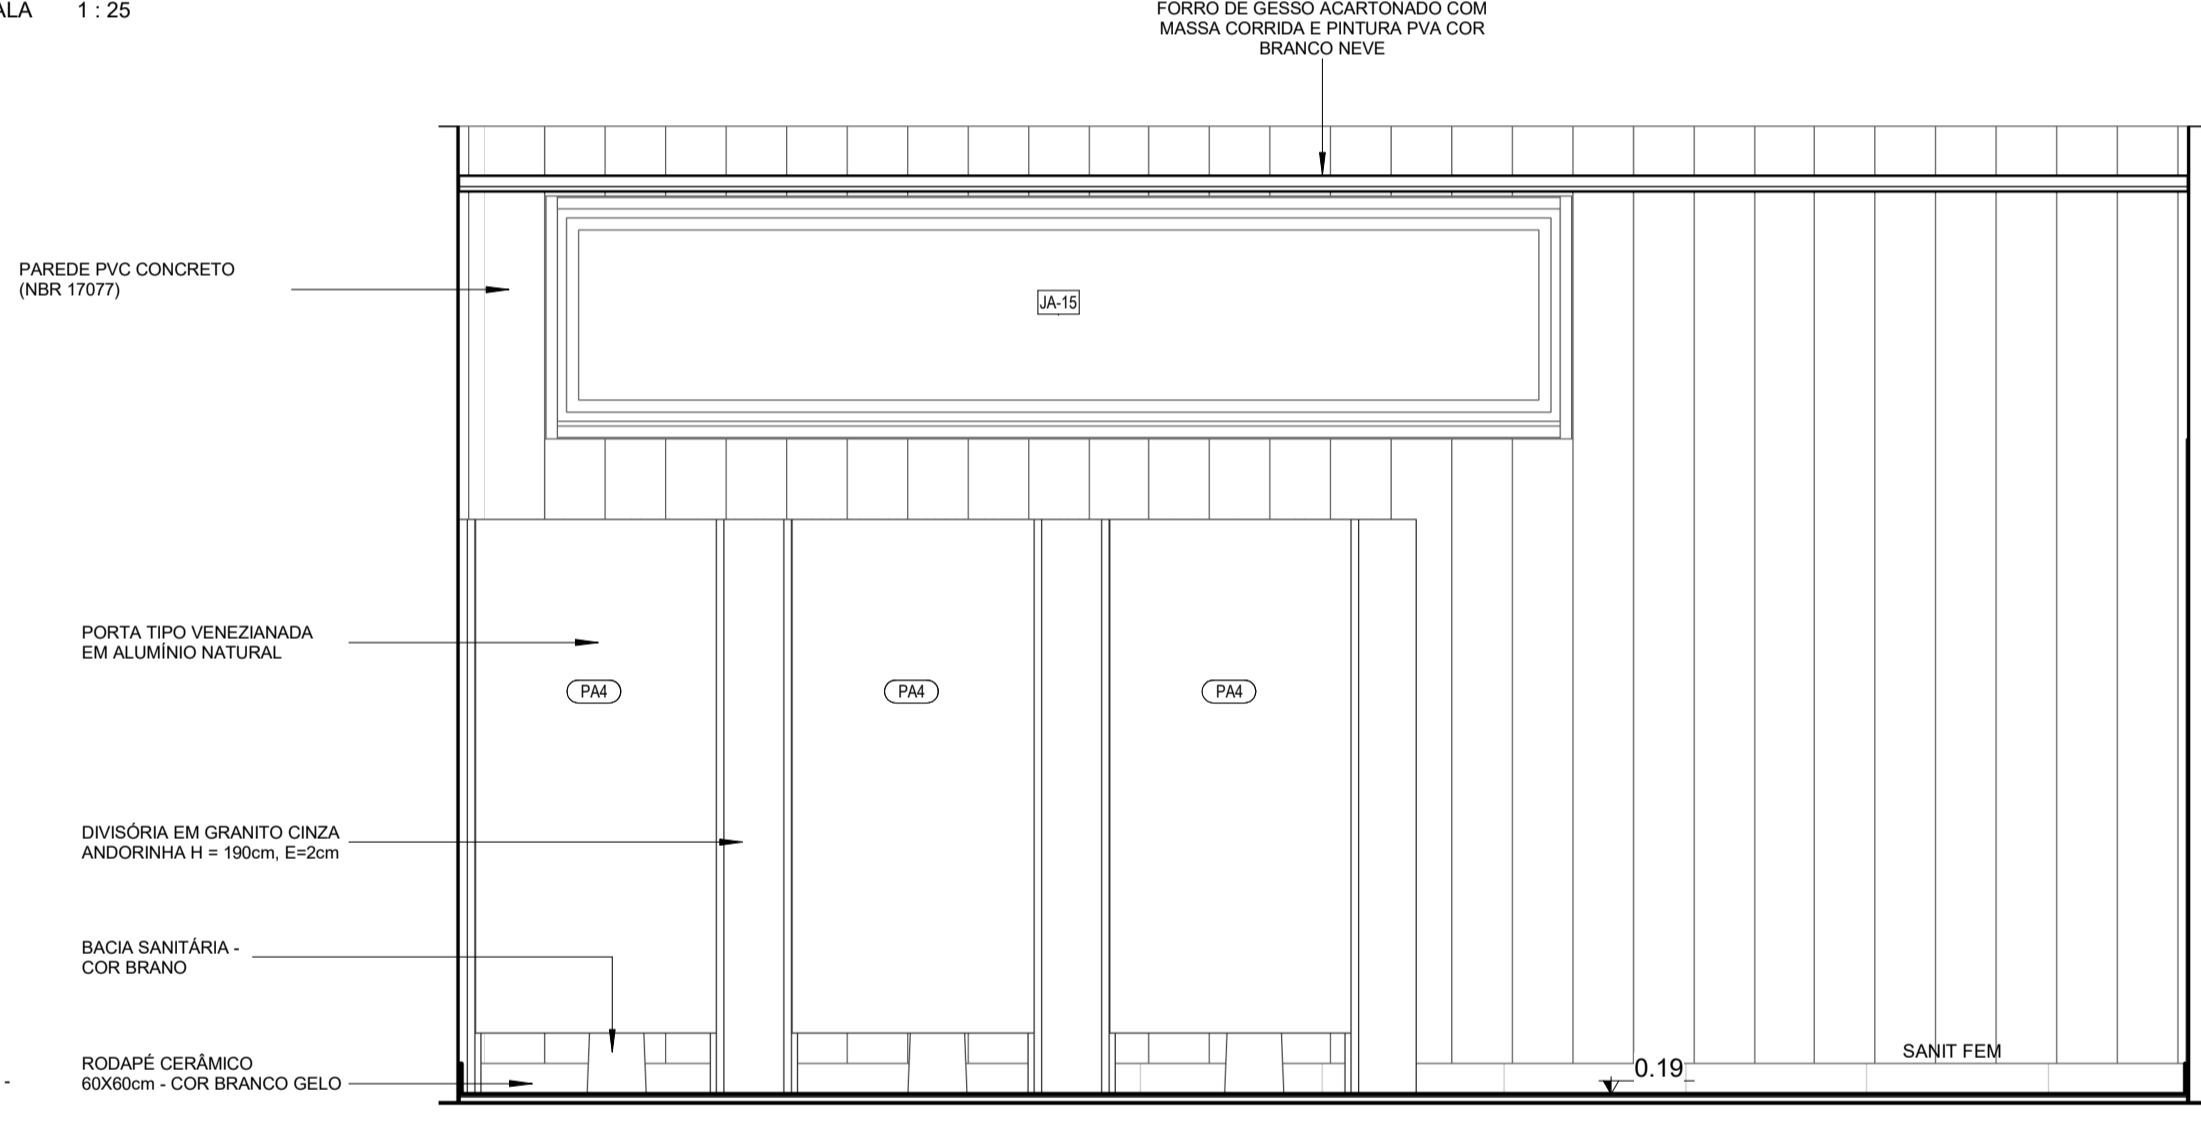 ALA 1 : 25
FORRO DE GESSO ACARTONADO COM
MASSA CORRIDA E PINTURA PVA COR
BRANCO NEVE
PAREDE PVC CONCRETO
(NBR 17077)
JA-15
PORTA TIPO VENEZIANADA
EM ALUMÍNIO NATURAL
PA4
PA4
PA4
DIVISÓRIA EM GRANITO CINZA
ANDORINHA H = 190cm, E=2cm
BACIA SANITÁRIA -
COR BRANO
RODAPÉ CERÂMICO
- 60X60cm - COR BRANCO GELO
0.19
SANIT FEM